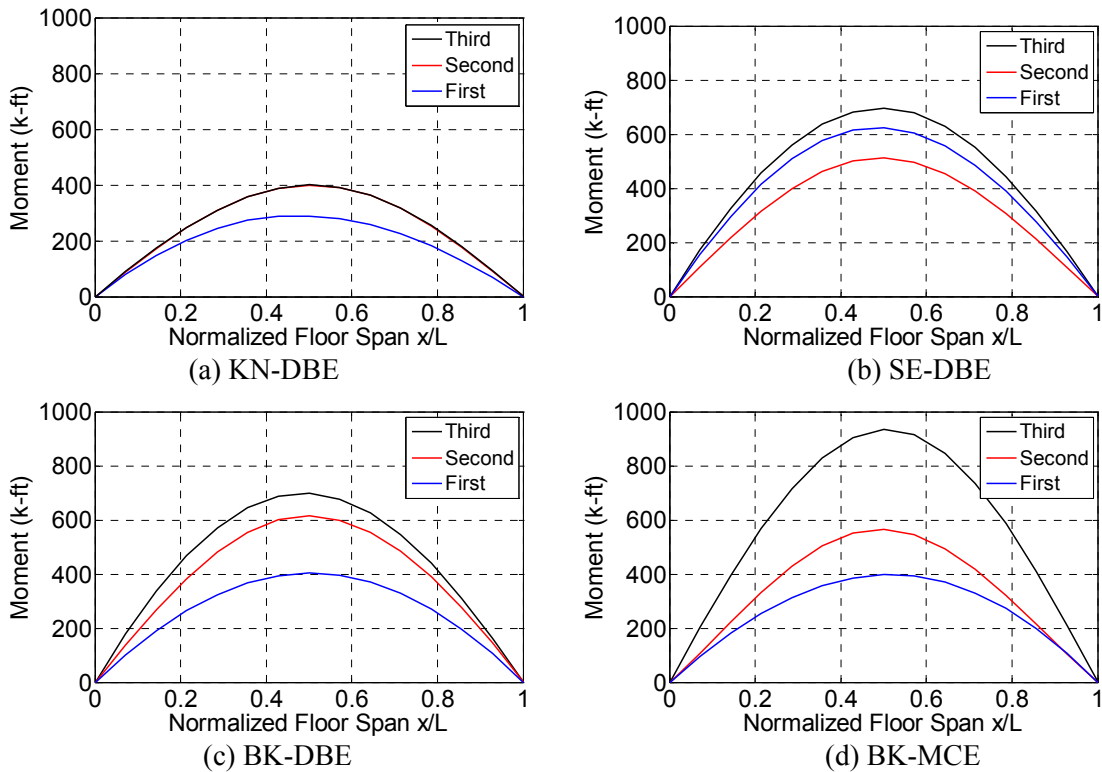 1000
800
600
400
200
0
Moment (k-ft)
Third
Second
First
0 0.2 0.4 0.6 0.8 1
Normalized Floor Span x/L
(a) KN-DBE
1000
800
600
400
200
0
Moment (k-ft)
Third
Second
First
0 0.2 0.4 0.6 0.8 1
Normalized Floor Span x/L
(b) SE-DBE
1000
800
600
400
200
0
Moment (k-ft)
Third
Second
First
0 0.2 0.4 0.6 0.8 1
Normalized Floor Span x/L
(c) BK-DBE
1000
800
600
400
200
0
Moment (k-ft)
Third
Second
First
0 0.2 0.4 0.6 0.8 1
Normalized Floor Span x/L
(d) BK-MCE